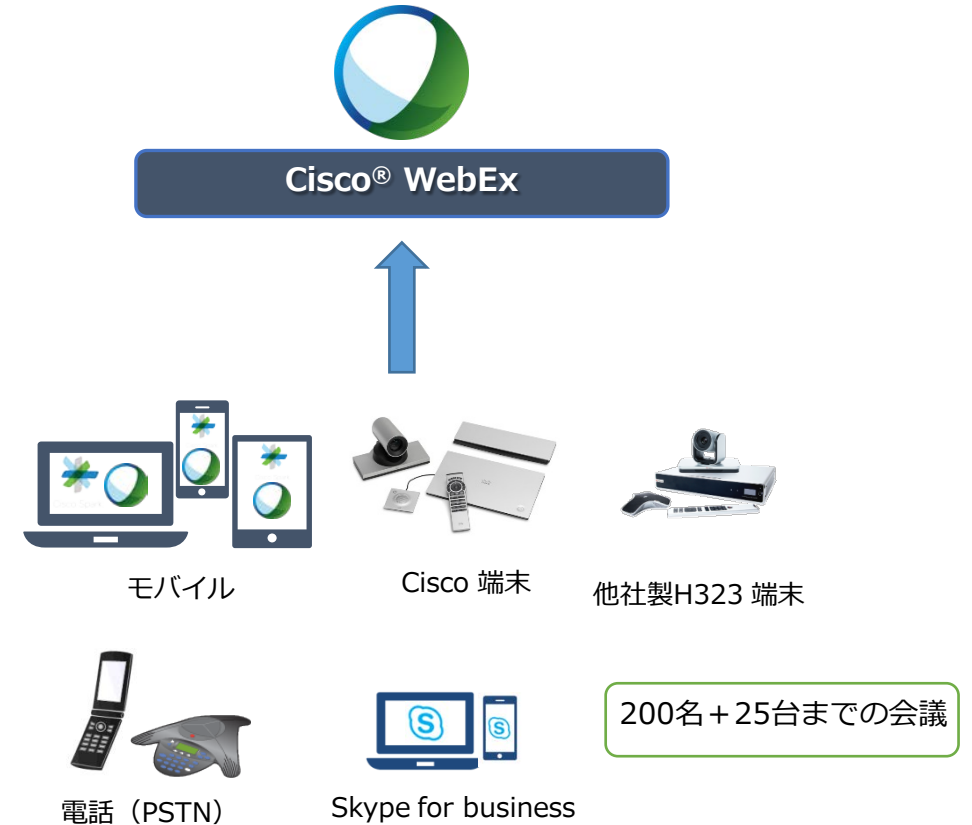 Cisco® WebEx
モバイル
Cisco 端末
他社製H323 端末
200名＋25台までの会議
電話（PSTN）
Skype for business